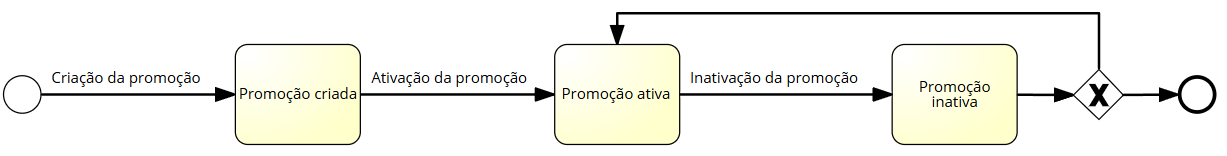 Criação da promoção
Promoção criada
Ativação da promoção
Promoção ativa
Inativação da promoção
Promoção
inativa
X